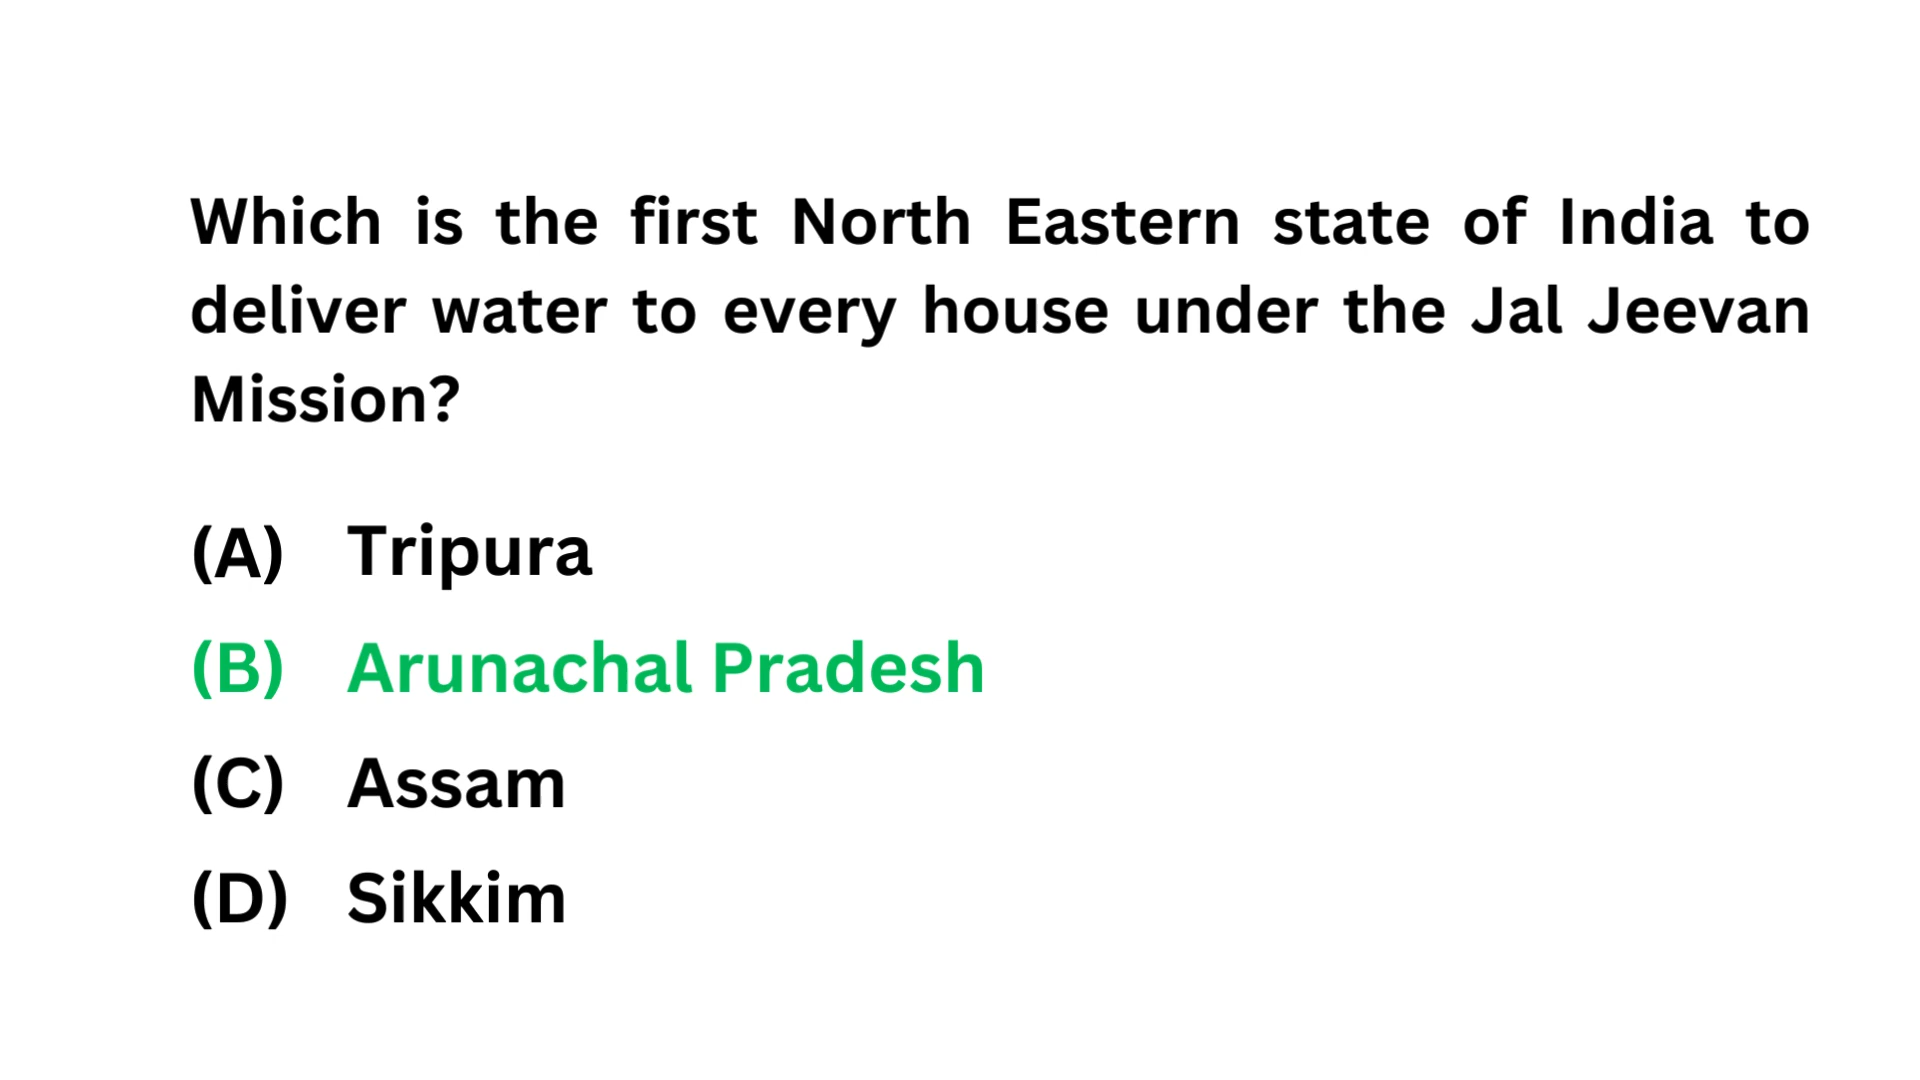 Which is the first North Eastern state of India to
deliver water to every house under the Jal Jeevan
Mission?
(A) Tripura
(B) Arunachal Pradesh
(C) Assam
(D) Sikkim